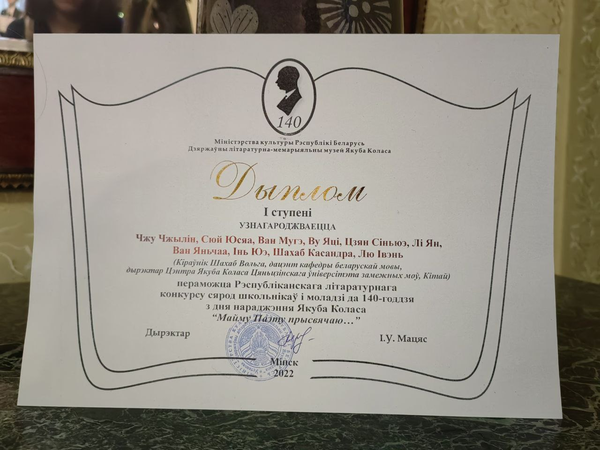 140
Міністэрства культуры Рэспублікі Беларусь
Дзяржаўны літаратурна-мемарыяльны музей Якуба Коласа
Дыплом
І ступені
УЗНАГАРОДЖВАЕЦЦА
Чжу Чжылін, Сюй Юсяа, Ван Мугэ, Ву Яці, Цзян Сіньюэ, Лі Ян,
Ван Яньчаа, Інь ЮЭ, Шахаб Касандра, Лю Івэнь
(Кіраўнік Шахаб Вольга, дацэнт кафедры беларускай мовы,
дырэктар Цэнтра Якуба Коласа Цяньцзінскага ўніверсітэта замежных моў, Кітай)
пераможца Рэспубліканскага літаратурнага
конкурсу сярод школьнікаў і моладзі да 140-годдзя
з дня нараджэння Якуба Коласа
“Майму Паэту прысвячаю…”
Дырэктар
І.У. Мацяс
Мінск
2022